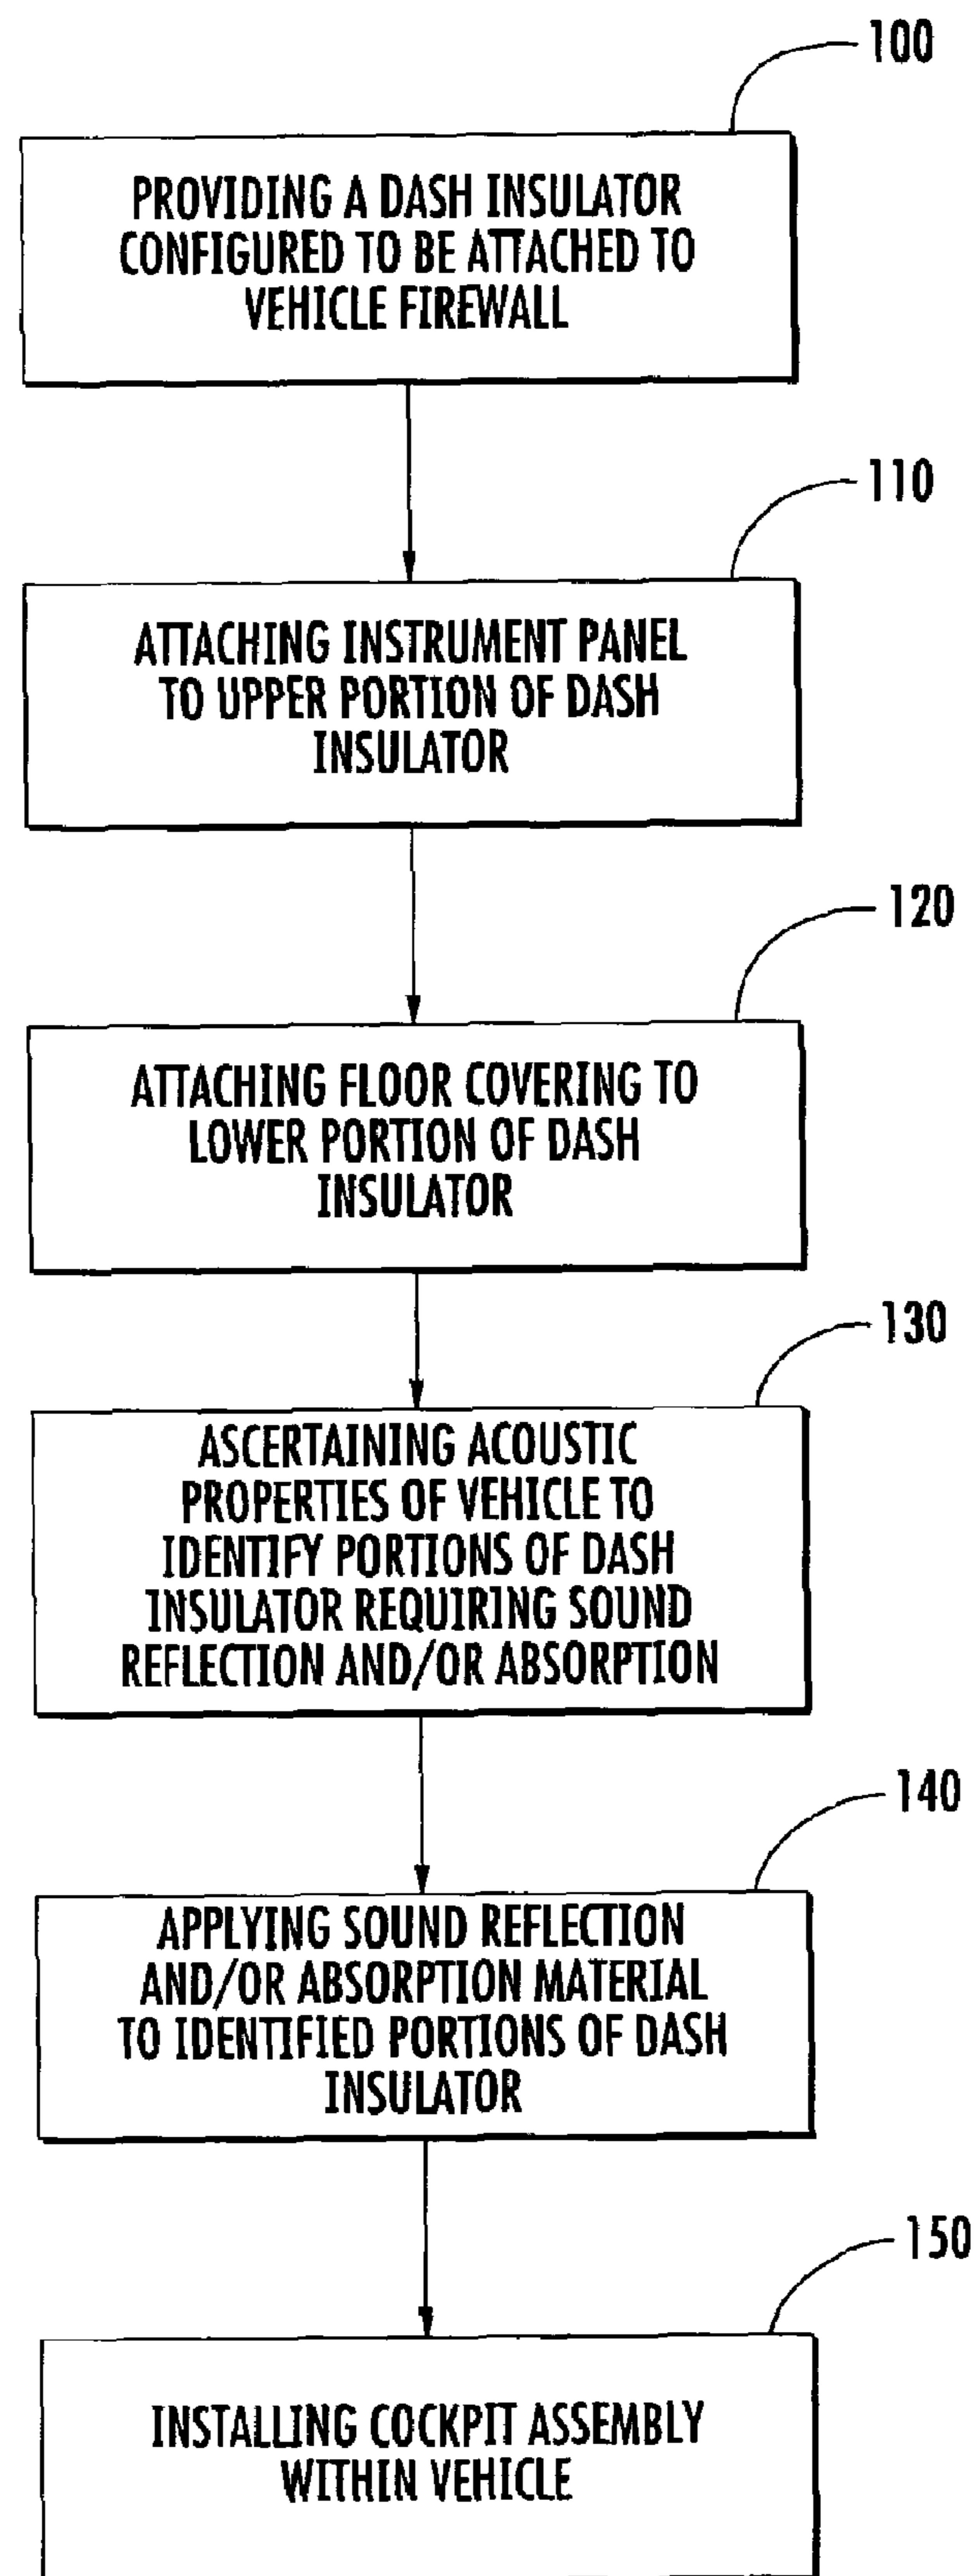 100
PROVIDING A DASH INSULATOR
CONFIGURED TO BE ATTACHED TO
VEHICLE FIREWALL
110
ATTACHING INSTRUMENT PANEL
TO UPPER PORTION OF DASH
INSULATOR
120
ATTACHING FLOOR COVERING TO
LOWER PORTION OF DASH
INSULATOR
130
ASCERTAINING ACOUSTIC
PROPERTIES OF VEHICLE TO
IDENTIFY PORTIONS OF DASH
INSULATOR REQUIRING SOUND
REFLECTION AND/OR ABSORPTION
140
APPLYING SOUND REFLECTION
AND/OR ABSORPTION MATERIAL
TO IDENTIFIED PORTIONS OF DASH
INSULATOR
150
INSTALLING COCKPIT ASSEMBLY
WITHIN VEHICLE